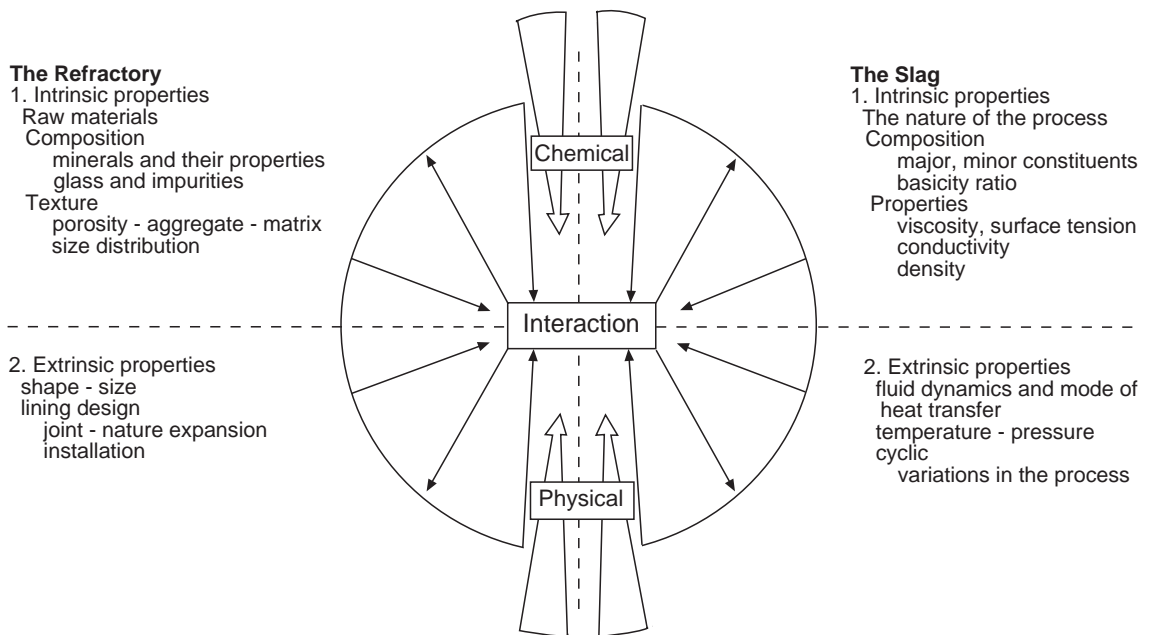 The Refractory
1. Intrinsic properties
Raw materials
Composition
minerals and their properties
glass and impurities
Texture
porosity - aggregate - matrix
size distribution
2. Extrinsic properties
shape - size
lining design
joint - nature expansion
installation
Chemical
Interaction
Physical
The Slag
1. Intrinsic properties
The nature of the process
Composition
major, minor constituents
basicity ratio
Properties
viscosity, surface tension
conductivity
density
2. Extrinsic properties
fluid dynamics and mode of
heat transfer
temperature - pressure
cyclic
variations in the process